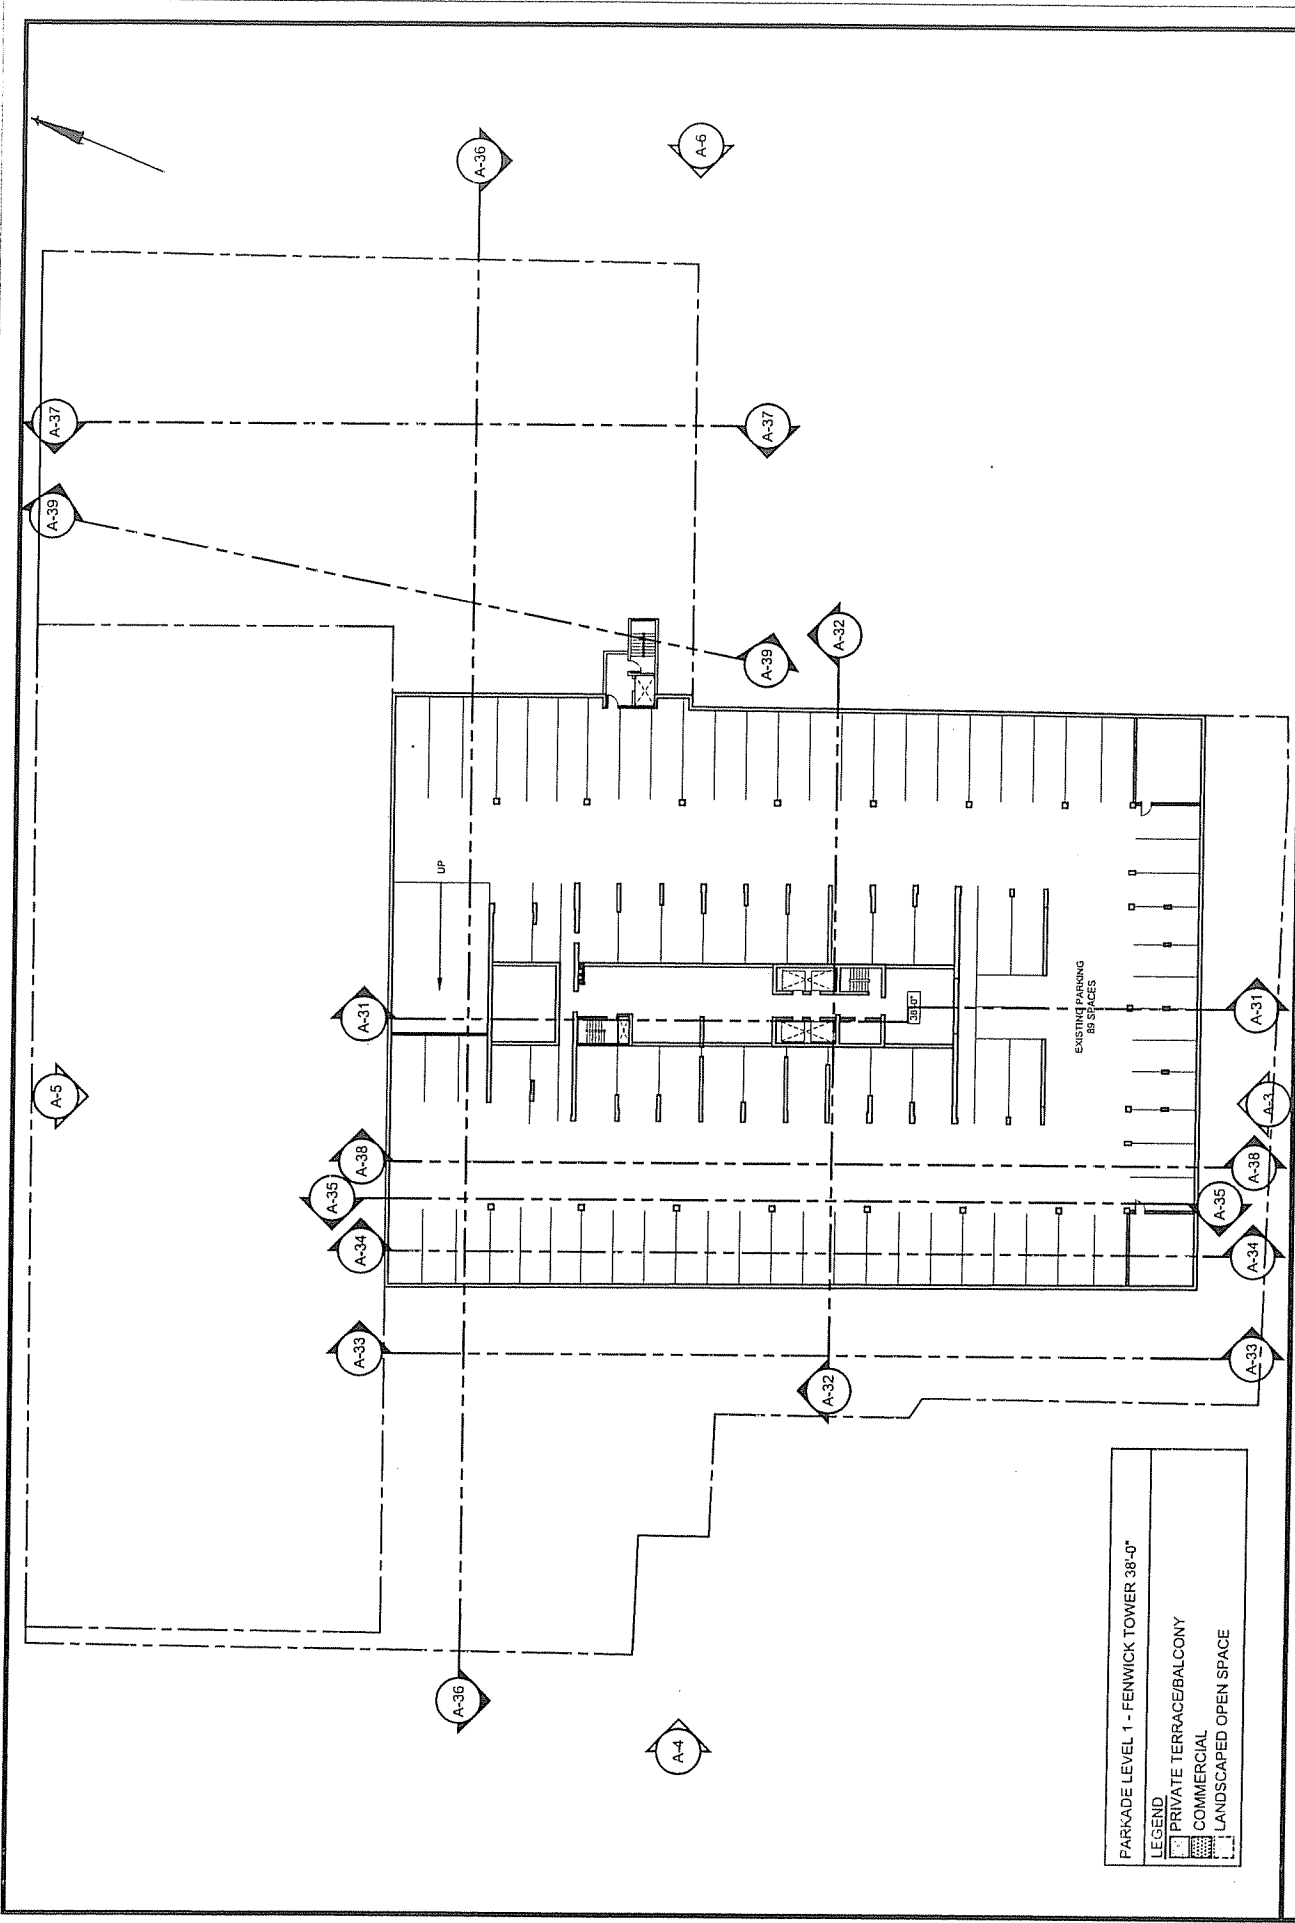 A-36
A-6
A-37
A-37
A-39
A-39
A-32
UP
A-31
38'-0"
EXISTING PARKING
89 SPACES
A-31
A-5
A-3
A-38
A-38
A-35
A-35
A-34
A-34
A-33
A-33
A-32
A-36
A-4
PARKADE LEVEL 1 - FENWICK TOWER 38'-0"
LEGEND
PRIVATE TERRACE/BALCONY
COMMERCIAL
LANDSCAPED OPEN SPACE